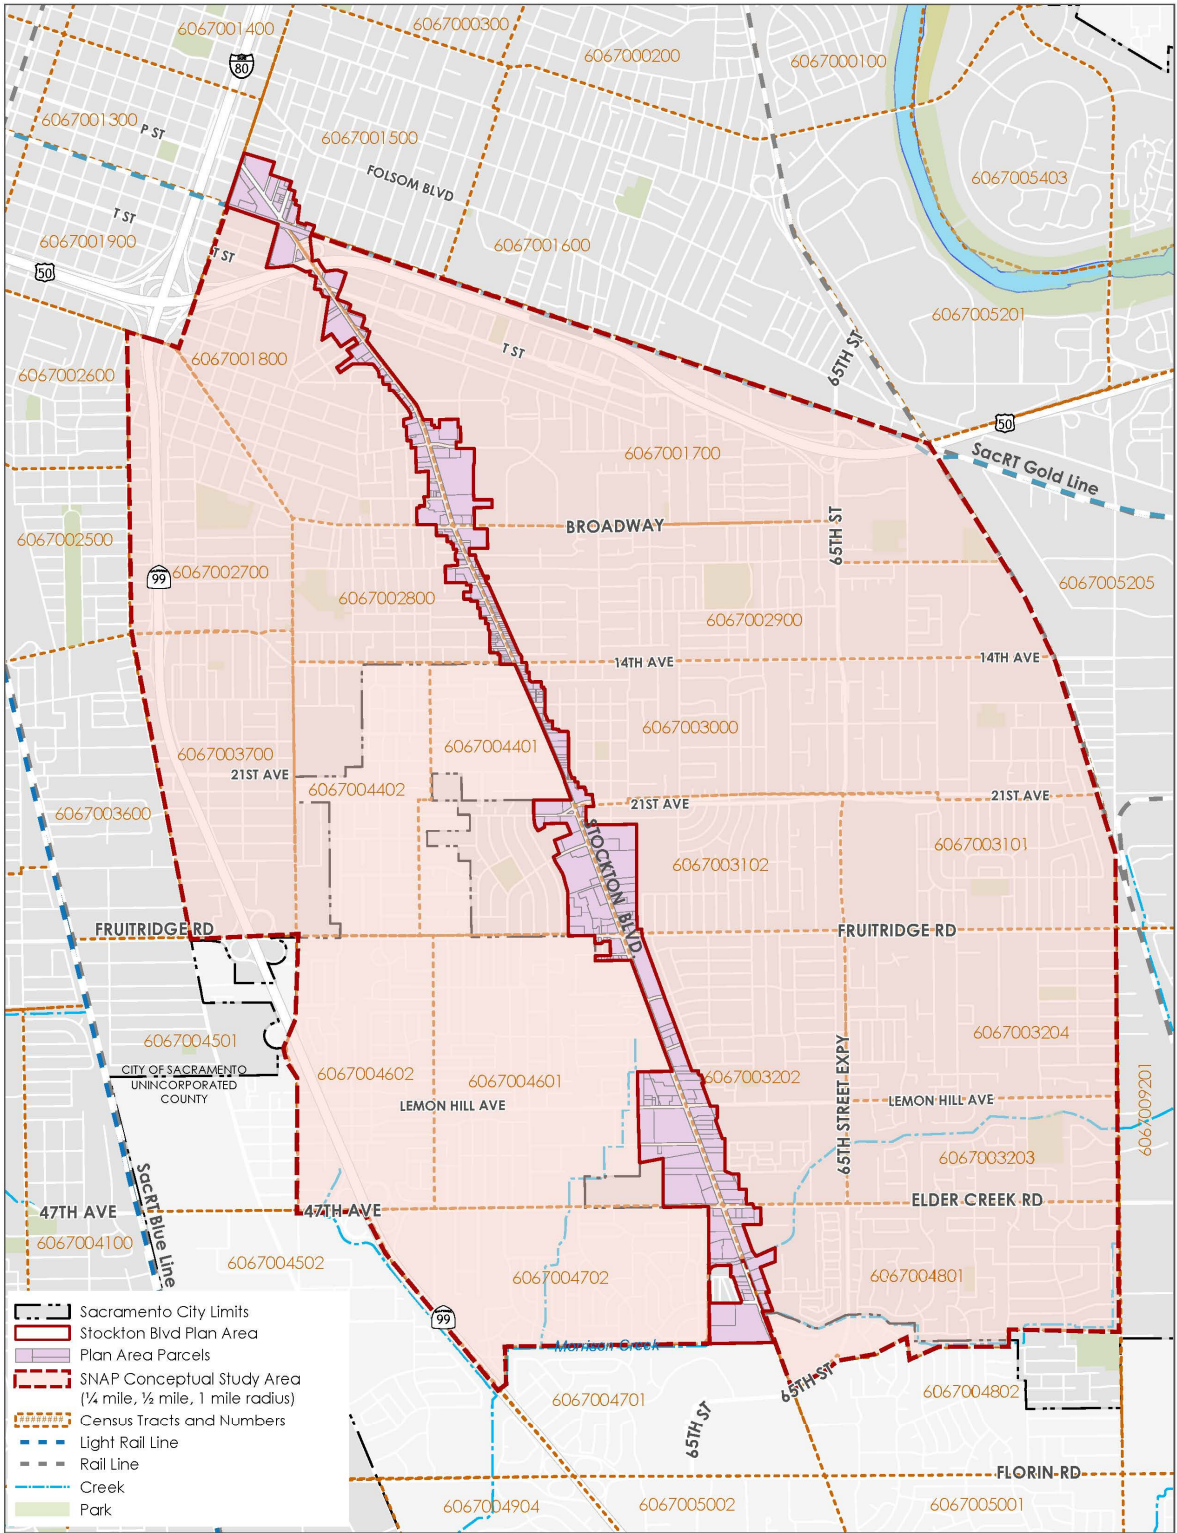 6067001400
6067000300
6067000200
6067000100
80
6067001300
P ST
6067001500
FOLSOM BLVD
6067005403
T ST
6067001900
T ST
6067001600
50
6067005201
T ST
65TH ST
6067001800
6067002600
50
6067001700
SacRT Gold Line
BROADWAY
65TH ST
6067002500
99
6067002700
6067002800
6067005205
6067002900
14TH AVE
14TH AVE
6067003700
6067004401
6067003000
21ST AVE
6067004402
21ST AVE
21ST AVE
6067003600
STOCKTON BLVD
6067003102
6067003101
FRUITRIDGE RD
FRUITRIDGE RD
6067004501
6067003204
CITY OF SACRAMENTO
UNINCORPORATED
COUNTY
6067004602
6067004601
6067003202
65TH STREET EXPY
LEMON HILL AVE
LEMON HILL AVE
6067009201
6067003203
SacRT Blue Line
47TH AVE
47TH AVE
ELDER CREEK RD
6067004100
6067004502
6067004702
6067004801
99
Morrison Creek
65TH ST
6067004701
6067004802
65TH ST
FLORIN RD
6067004904
6067005002
6067005001
Sacramento City Limits
Stockton Blvd Plan Area
Plan Area Parcels
SNAP Conceptual Study Area
(¼ mile, ½ mile, 1 mile radius)
######## Census Tracts and Numbers
Light Rail Line
Rail Line
Creek
Park